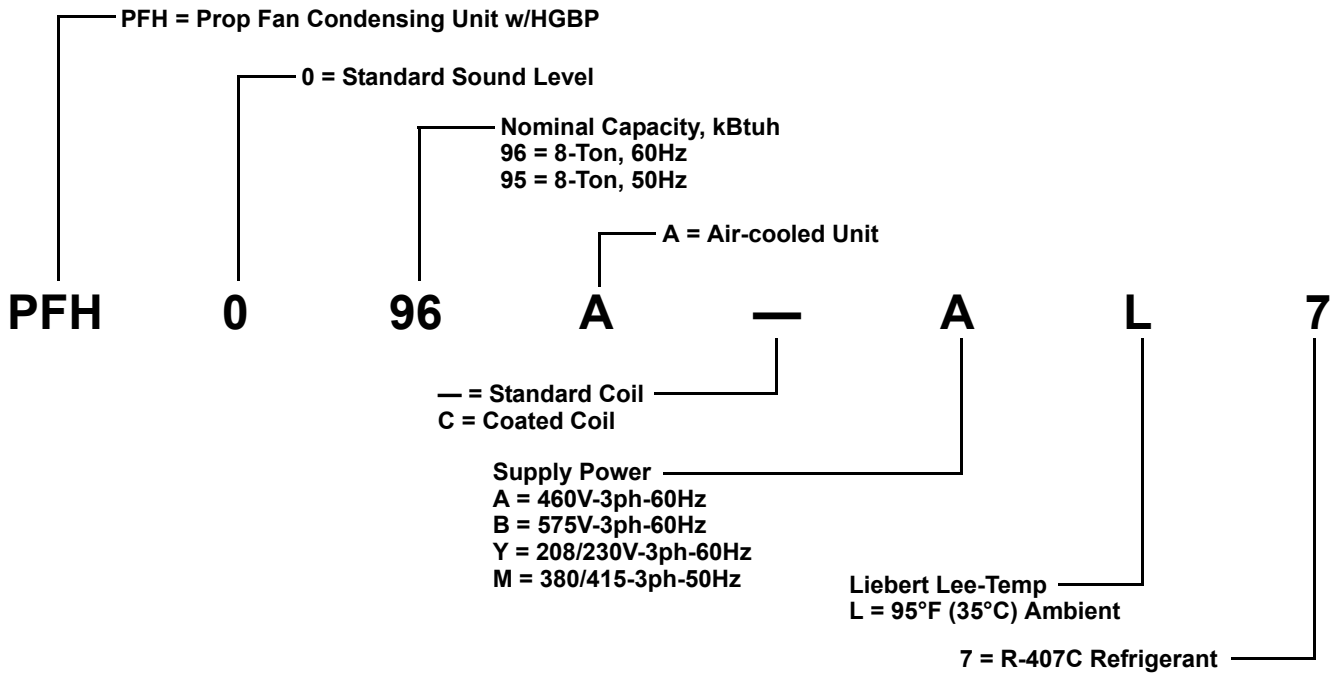 PFH = Prop Fan Condensing Unit w/HGBP
0 = Standard Sound Level
Nominal Capacity, kBtuh
96 = 8-Ton, 60Hz
95 = 8-Ton, 50Hz
A = Air-cooled Unit
PFH 0 96 A — A L 7
— = Standard Coil
C = Coated Coil
Supply Power
A = 460V-3ph-60Hz
B = 575V-3ph-60Hz
Y = 208/230V-3ph-60Hz
M = 380/415-3ph-50Hz
Liebert Lee-Temp
L = 95°F (35°C) Ambient
7 = R-407C Refrigerant